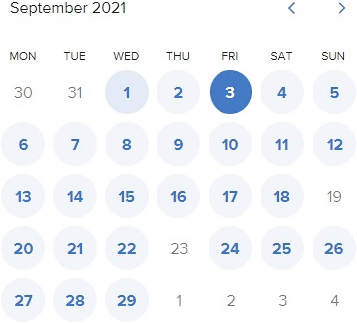 September 2021
MON TUE WED THU FRI SAT SUN
30 31 1 2 3 4 5
6 7 8 9 10 11 12
13 14 15 16 17 18 19
20 21 22 23 24 25 26
27 28 29 1 2 3 4